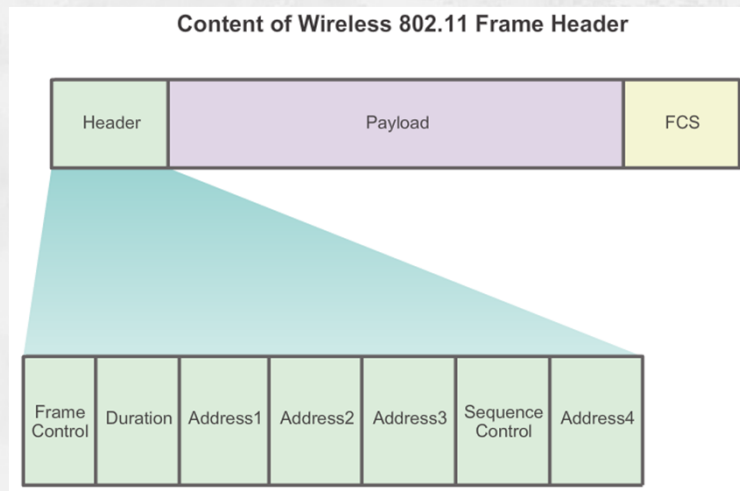 Content of Wireless 802.11 Frame Header
Header
Payload
FCS
Frame
Control
Duration
Address1
Address2
Address3
Sequence
Control
Address4